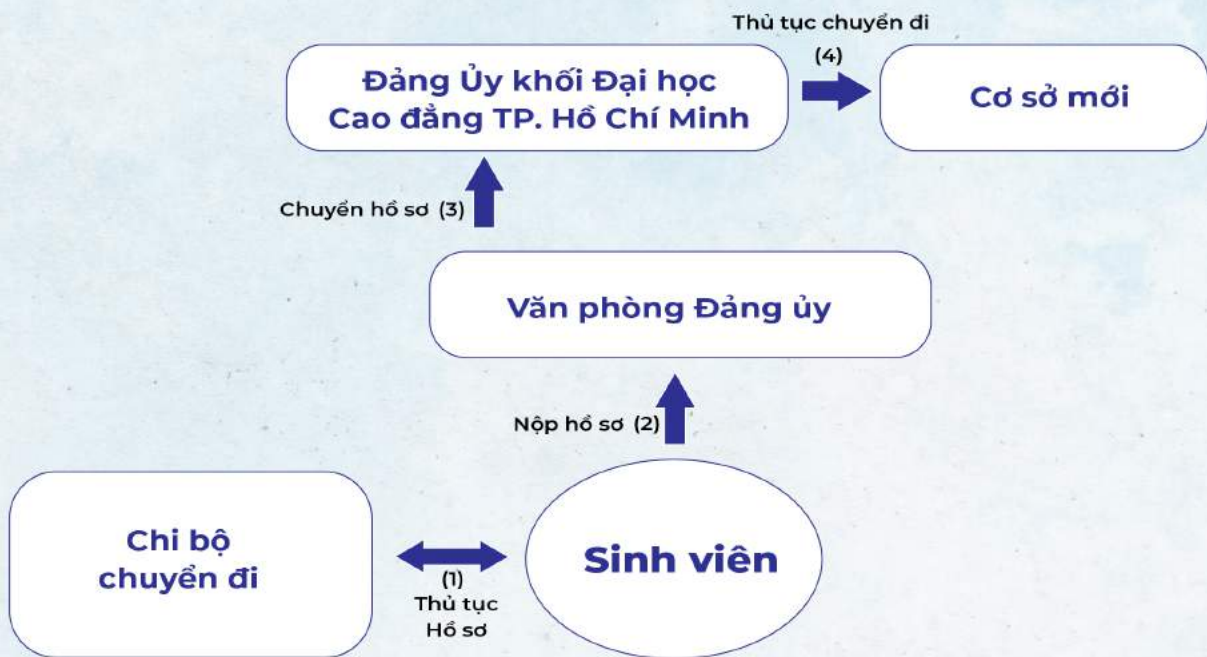 Thủ tục chuyển đi
(4)
Đảng Ủy khối Đại học
Cao đẳng TP. Hồ Chí Minh
Cơ sở mới
Chuyển hồ sơ (3)
Văn phòng Đảng ủy
Nộp hồ sơ (2)
Chi bộ
chuyển đi
(1)
Thủ tục
Hồ sơ
Sinh viên